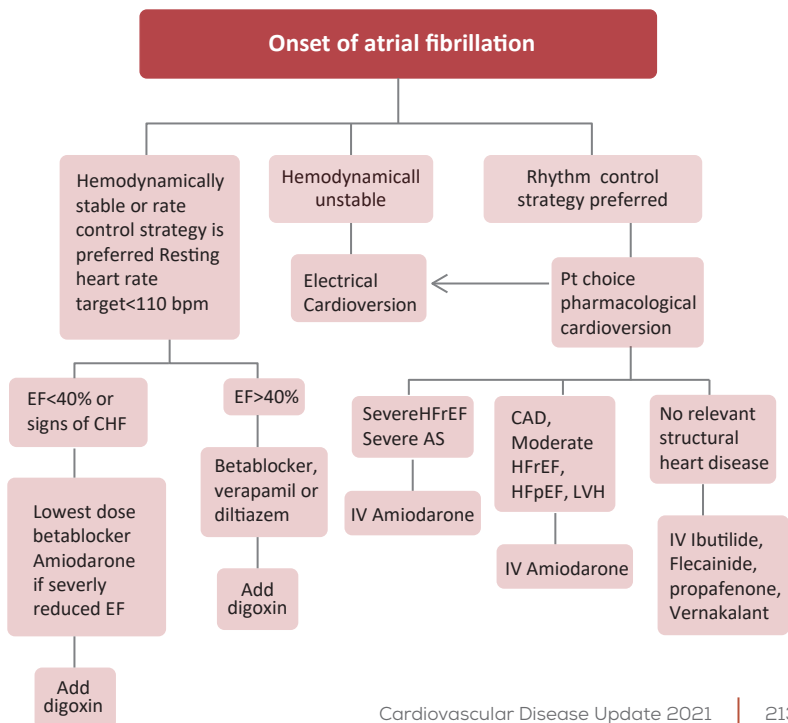 Onset of atrial fibrillation
Hemodynamically
stable or rate
control strategy is
preferred Resting
heart rate
target<110 bpm
Hemodynamicall
unstable
Rhythm control
strategy preferred
Electrical
Cardioversion
Pt choice
pharmacological
cardioversion
EF<40% or
signs of CHF
EF>40%
SevereHFrEF
Severe AS
CAD,
Moderate
HFrEF,
HFpEF, LVH
No relevant
structural
heart disease
Lowest dose
betablocker
Amiodarone
if severly
reduced EF
Betablocker,
verapamil or
diltiazem
IV Amiodarone
IV Amiodarone
IV Ibutilide,
Flecainide,
propafenone,
Vernakalant
Add
digoxin
Add
digoxin
Cardiovascular Disease Update 2021 | 213